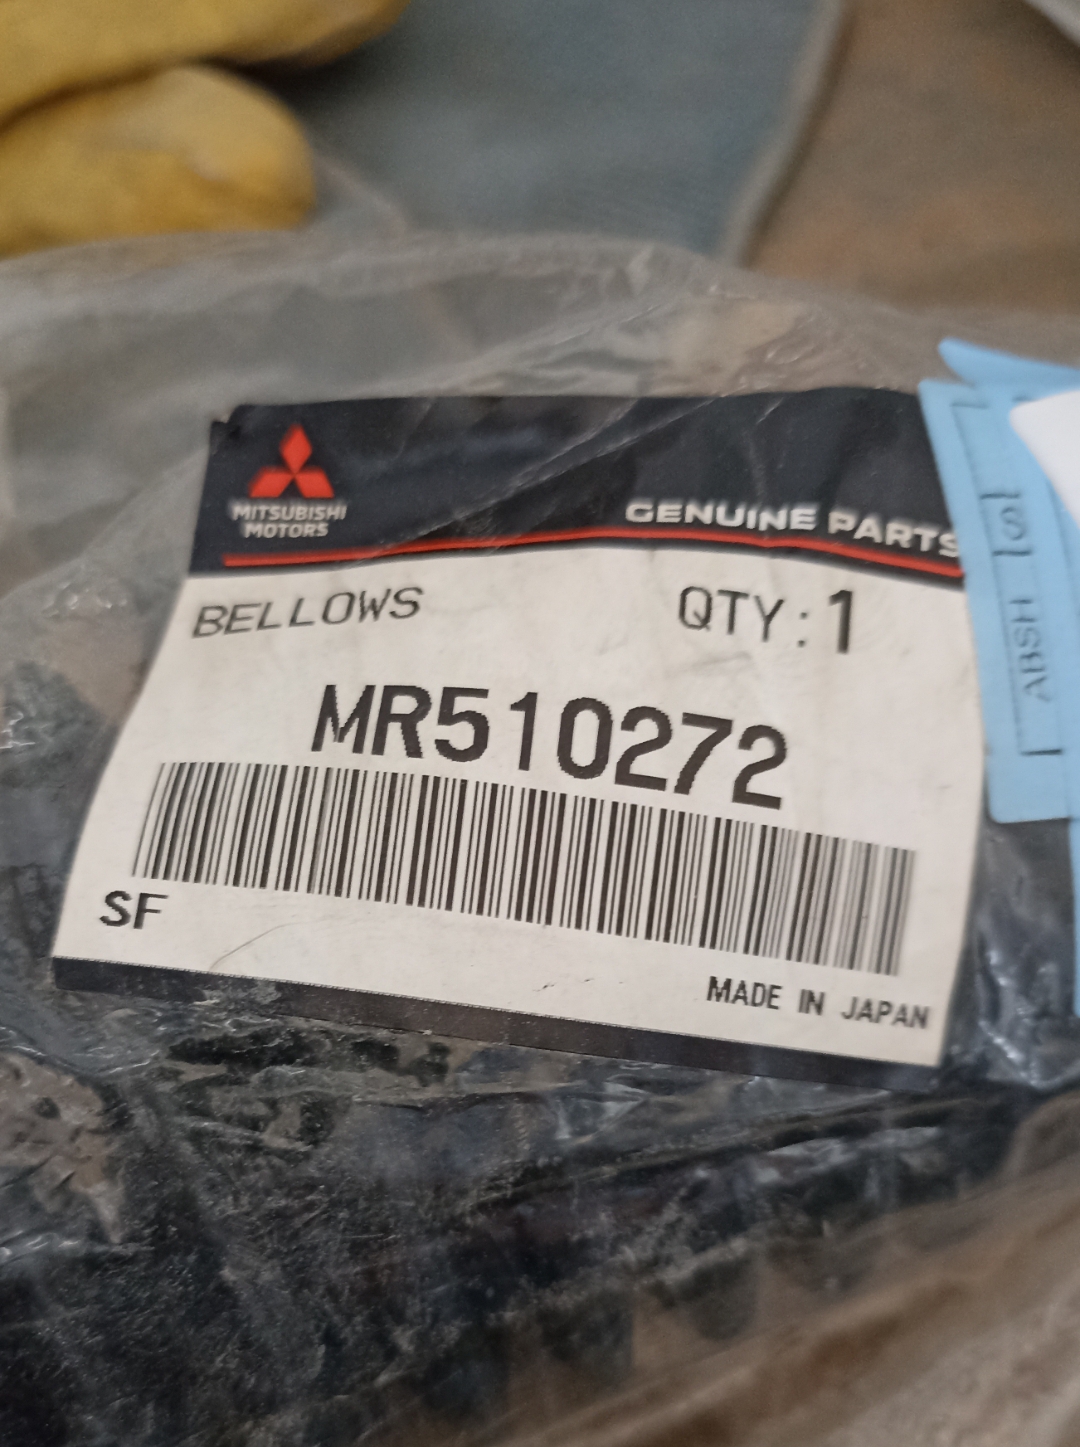 MITSUBISHI
MOTORS
GENUINE PARTS
BELLOWS
QTY: 1
MR510272
SF
MADE IN JAPAN
ABSH
S